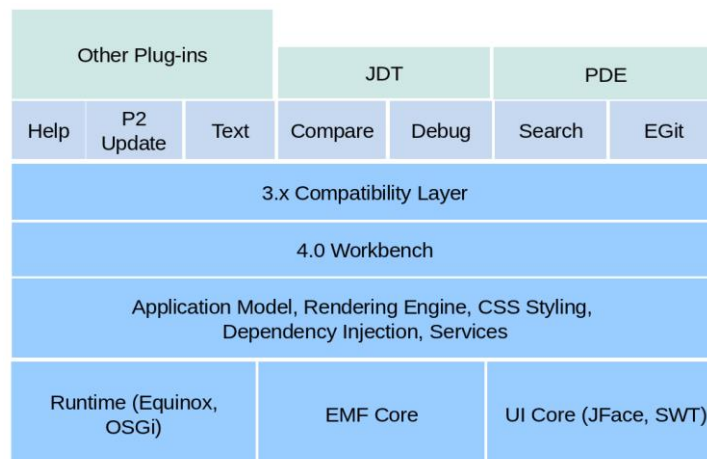 Other Plug-ins
JDT
PDE
Help
P2
Update
Text
Compare
Debug
Search
EGit
3.x Compatibility Layer
4.0 Workbench
Application Model, Rendering Engine, CSS Styling,
Dependency Injection, Services
Runtime (Equinox,
OSGi)
EMF Core
UI Core (JFace, SWT)